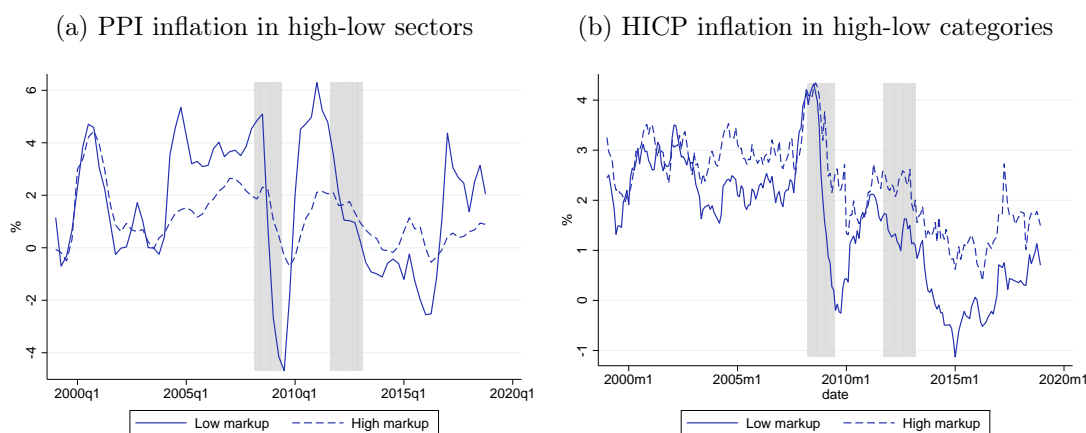 (a) PPI inflation in high-low sectors
%
6
4
2
0
-2
-4
2000q1 2005q1 2010q1 2015q1 2020q1
Low markup High markup
(b) HICP inflation in high-low categories
%
4
3
2
1
0
-1
2000m1 2005m1 2010m1 2015m1 2020m1
date
Low markup High markup